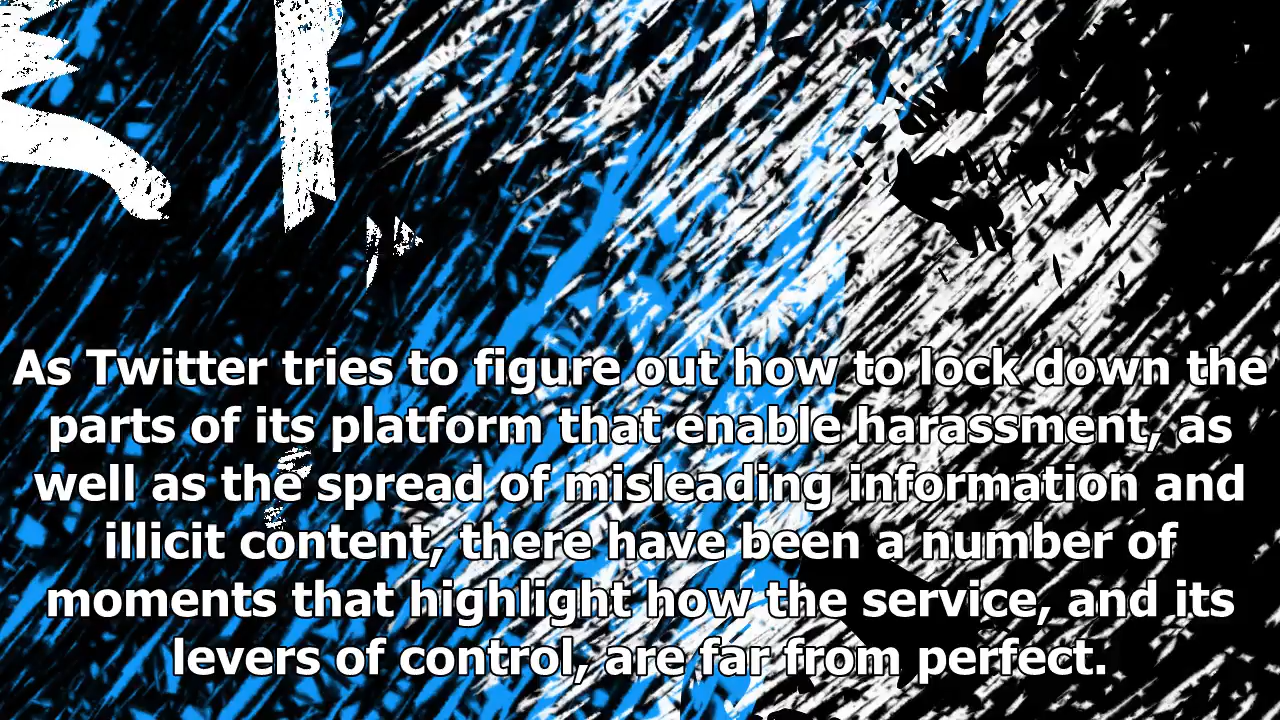 As Twitter tries to figure out how to lock down the
parts of its platform that enable harassment, as
well as the spread of misleading information and
illicit content, there have been a number of
moments that highlight how the service, and its
levers of control, are far from perfect.